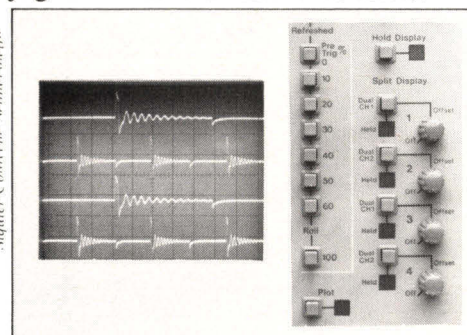 Refreshed
Pre
Trig %
0
10
20
30
40
50
60
Roll
100
Plot
Hold Display
Split Display
Dual
CH1
Offset
1
Held
Off
Dual
CH2
Offset
2
Held
Off
Dual
CH1
Offset
3
Held
Off
Dual
CH2
Offset
4
Held
Off